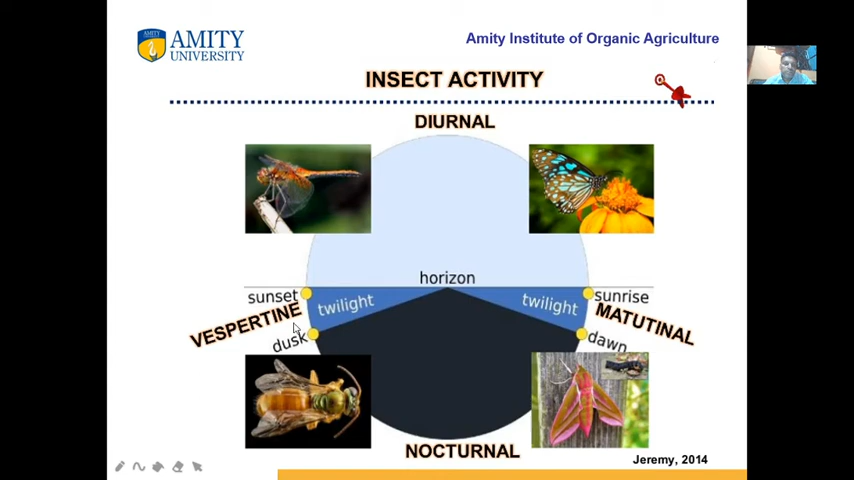 AMITY
UNIVERSITY
Amity Institute of Organic Agriculture
INSECT ACTIVITY
DIURNAL
horizon
sunset
twilight
twilight
sunrise
VESPERTINE
MATUTINAL
dusk
dawn
NOCTURNAL
Jeremy, 2014